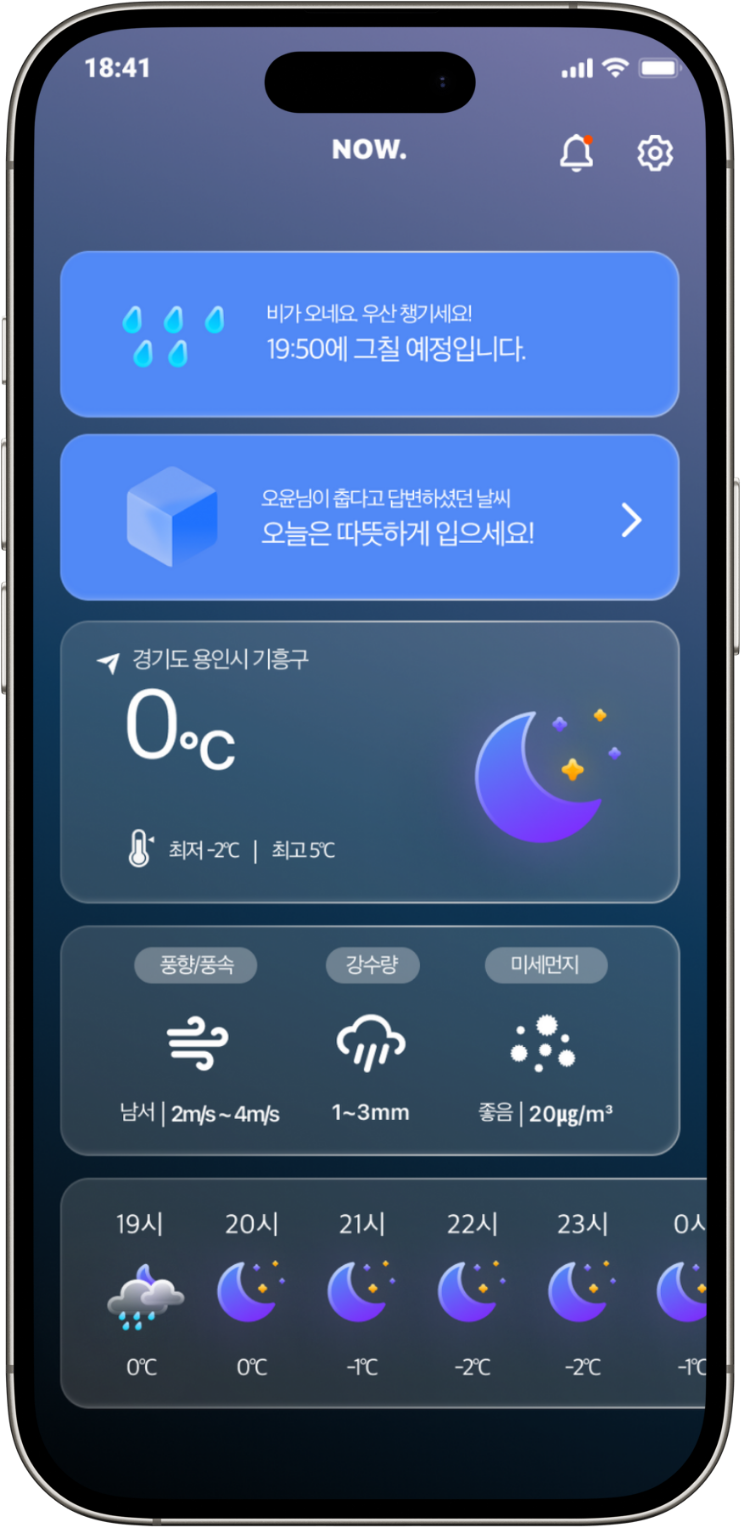 18:41
NOW.
비가 오네요. 우산 챙기세요!
19:50에 그칠 예정입니다.
오윤님이 춥다고 답변하셨던 날씨
오늘은 따뜻하게 입으세요!
경기도 용인시 기흥구
0℃
최저 -2℃ | 최고 5℃
풍향/풍속 강수량 미세먼지
남서 | 2m/s ~ 4m/s 1~3mm 좋음 | 20㎍/m³
19시 20시 21시 22시 23시 0시
0℃ 0℃ -1℃ -2℃ -2℃ -1℃